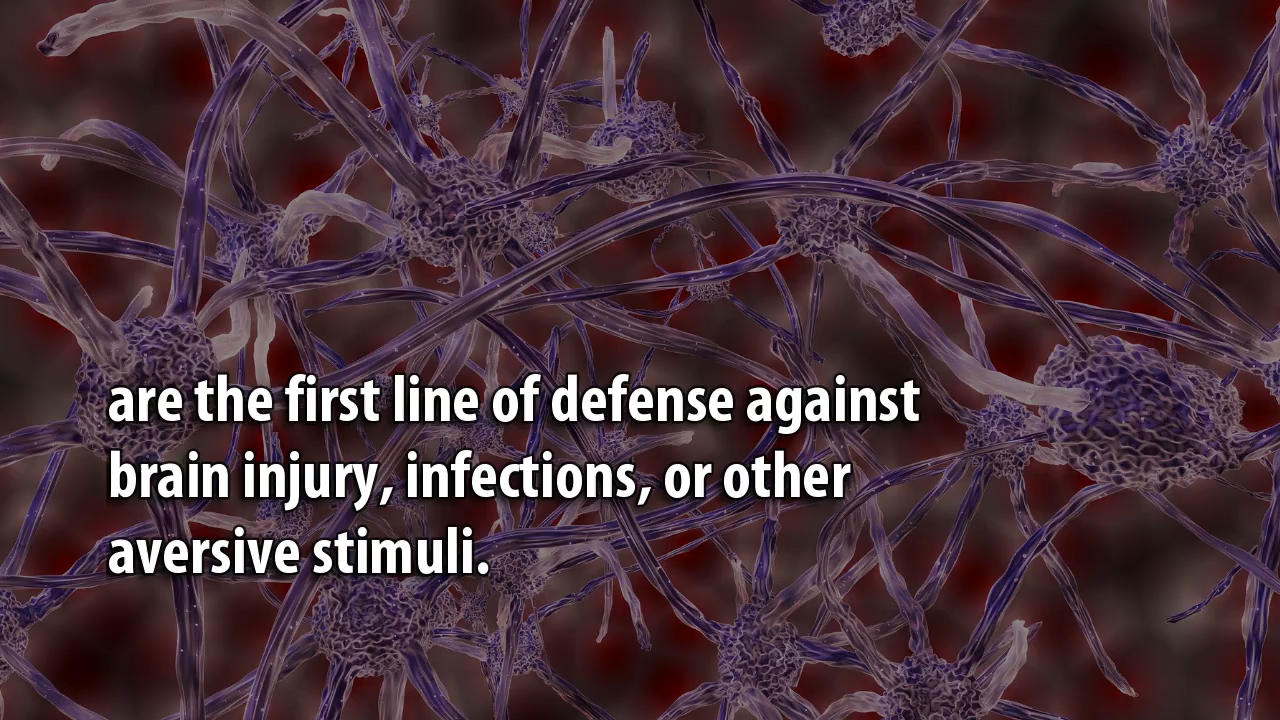 are the first line of defense against
brain injury, infections, or other
aversive stimuli.